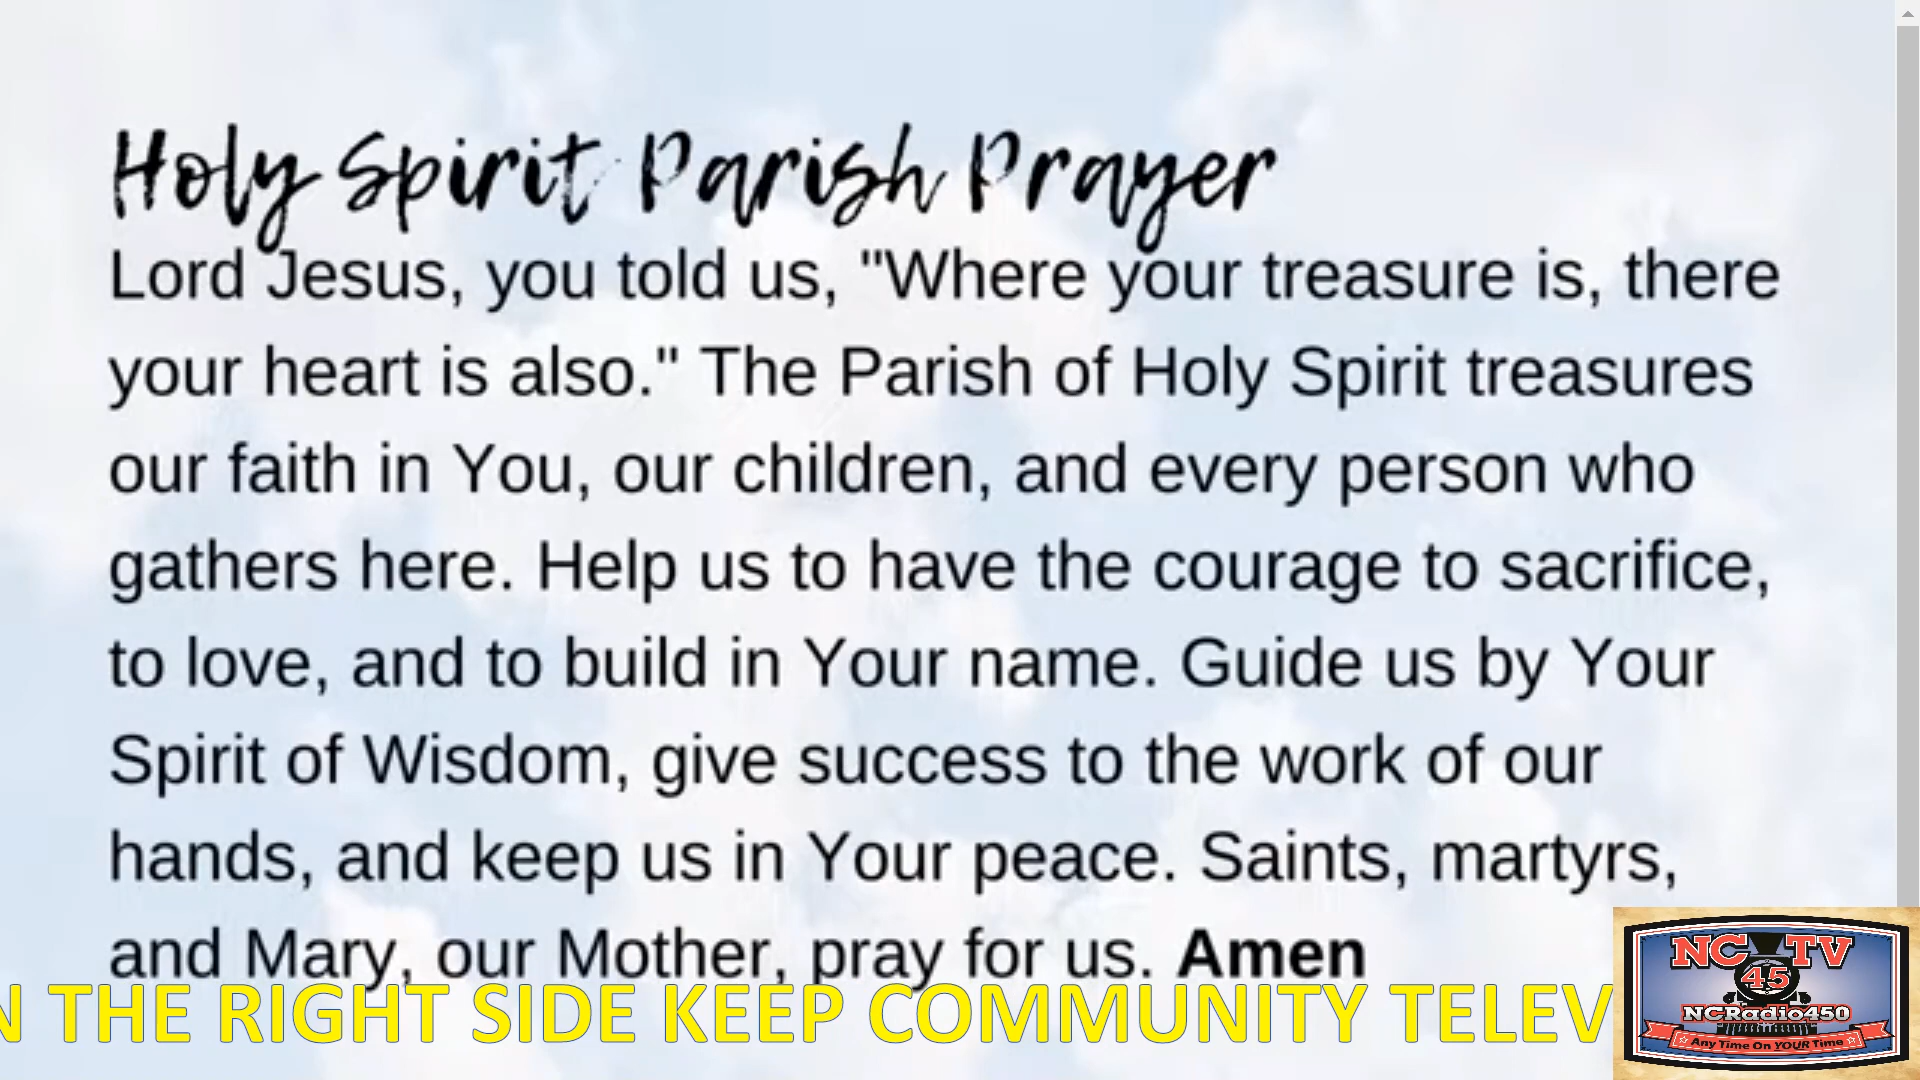 Holy Spirit Parish Prayer
Lord Jesus, you told us, "Where your treasure is, there
your heart is also." The Parish of Holy Spirit treasures
our faith in You, our children, and every person who
gathers here. Help us to have the courage to sacrifice,
to love, and to build in Your name. Guide us by Your
Spirit of Wisdom, give success to the work of our
hands, and keep us in Your peace. Saints, martyrs,
and Mary, our Mother, pray for us. Amen
N THE RIGHT SIDE KEEP COMMUNITY TELEV
NC TV
45
NCRadio450
Any Time On YOUR Time